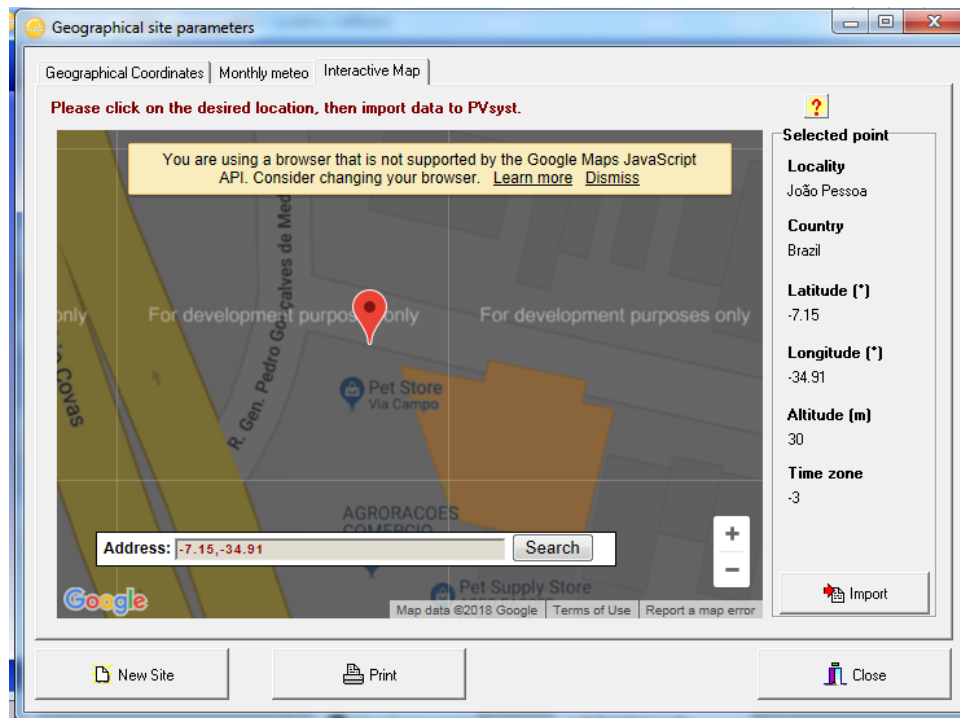 Geographical site parameters
Geographical Coordinates
Monthly meteo
Interactive Map
Please click on the desired location, then import data to PVsyst.
?
You are using a browser that is not supported by the Google Maps JavaScript
API. Consider changing your browser. Learn more Dismiss
only
For development purposes only
For development purposes only
Covas
R. Gen. Pedro Gonçalves de Med
Pet Store
Via Campo
AGRORACOES
COMERCIO
Address: -7.15,-34.91 Search
+
−
Pet Supply Store
Google
Map data ©2018 Google Terms of Use Report a map error
Selected point
Locality
João Pessoa
Country
Brazil
Latitude (°)
-7.15
Longitude (°)
-34.91
Altitude (m)
30
Time zone
-3
Import
New Site
Print
Close